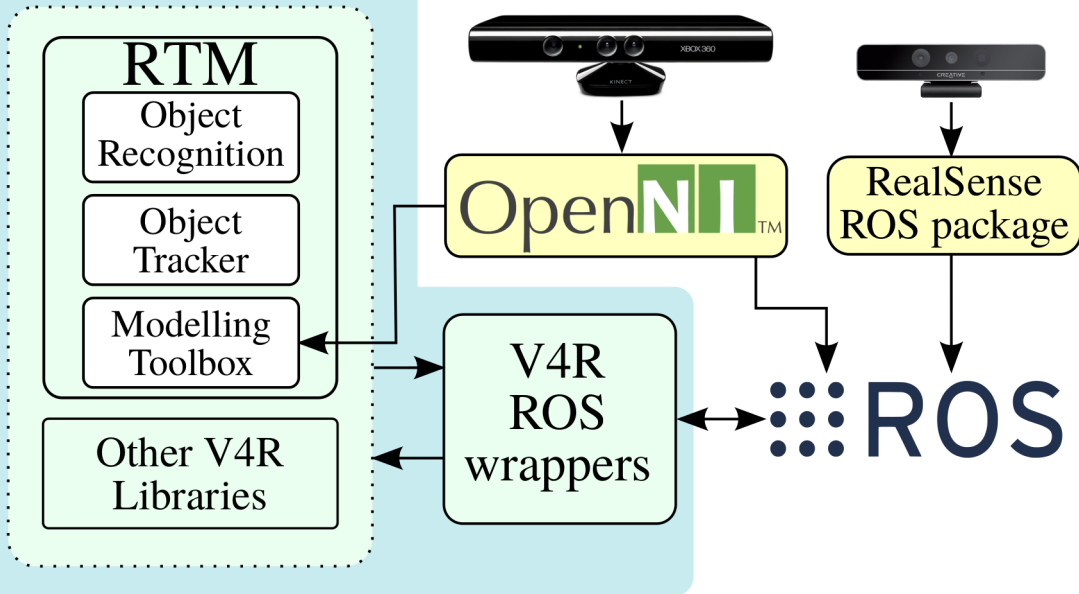 RTM
Object
Recognition
Object
Tracker
Modelling
Toolbox
Other V4R
Libraries
XBOX 360
KINECT
OpenNI™
CREATIVE
RealSense
ROS package
V4R
ROS
wrappers
ROS